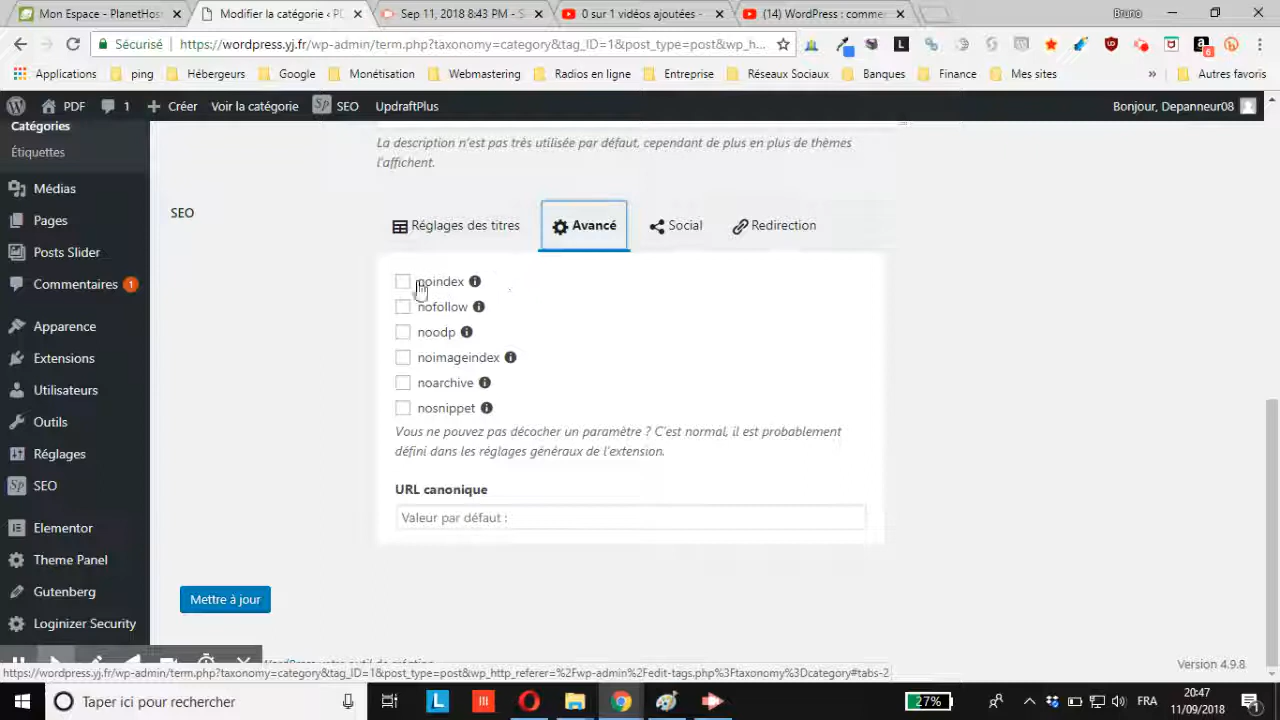 Mon Espace - PlanetHos
Modifier la catégorie ‹ PD
Sep 11, 2018 8:43 PM - S
0 sur 1 vidéos ajoutées -
(14) WordPress : comme
Bruno
Sécurisé
https://wordpress.yj.fr/wp-admin/term.php?taxonomy=category&tag_ID=1&post_type=post&wp_h...
Applications
ping
Hébergeurs
Google
Monétisation
Webmastering
Radios en ligne
Entreprise
Réseaux Sociaux
Banques
Finance
Mes sites
»
Autres favoris
PDF
1
Créer
Voir la catégorie
SEO
UpdraftPlus
Bonjour, Depanneur08
Catégories
Étiquettes
Médias
Pages
Posts Slider
Commentaires 1
Apparence
Extensions
Utilisateurs
Outils
Réglages
SEO
Elementor
Theme Panel
Gutenberg
Loginizer Security
La description n'est pas très utilisée par défaut, cependant de plus en plus de thèmes
l'affichent.
SEO
Réglages des titres
Avancé
Social
Redirection
noindex
nofollow
noodp
noimageindex
noarchive
nosnippet
Vous ne pouvez pas décocher un paramètre ? C'est normal, il est probablement
défini dans les réglages généraux de l'extension.
URL canonique
Valeur par défaut :
Mettre à jour
Version 4.9.8
https://wordpress.yj.fr/wp-admin/term.php?taxonomy=category&tag_ID=1&post_type=post&wp_http_referer=%2Fwp-admin%2Fedit-tags.php%3Ftaxonomy%3Dcategory#tabs-2
Taper ici pour rechercher
27%
FRA
20:47
11/09/2018